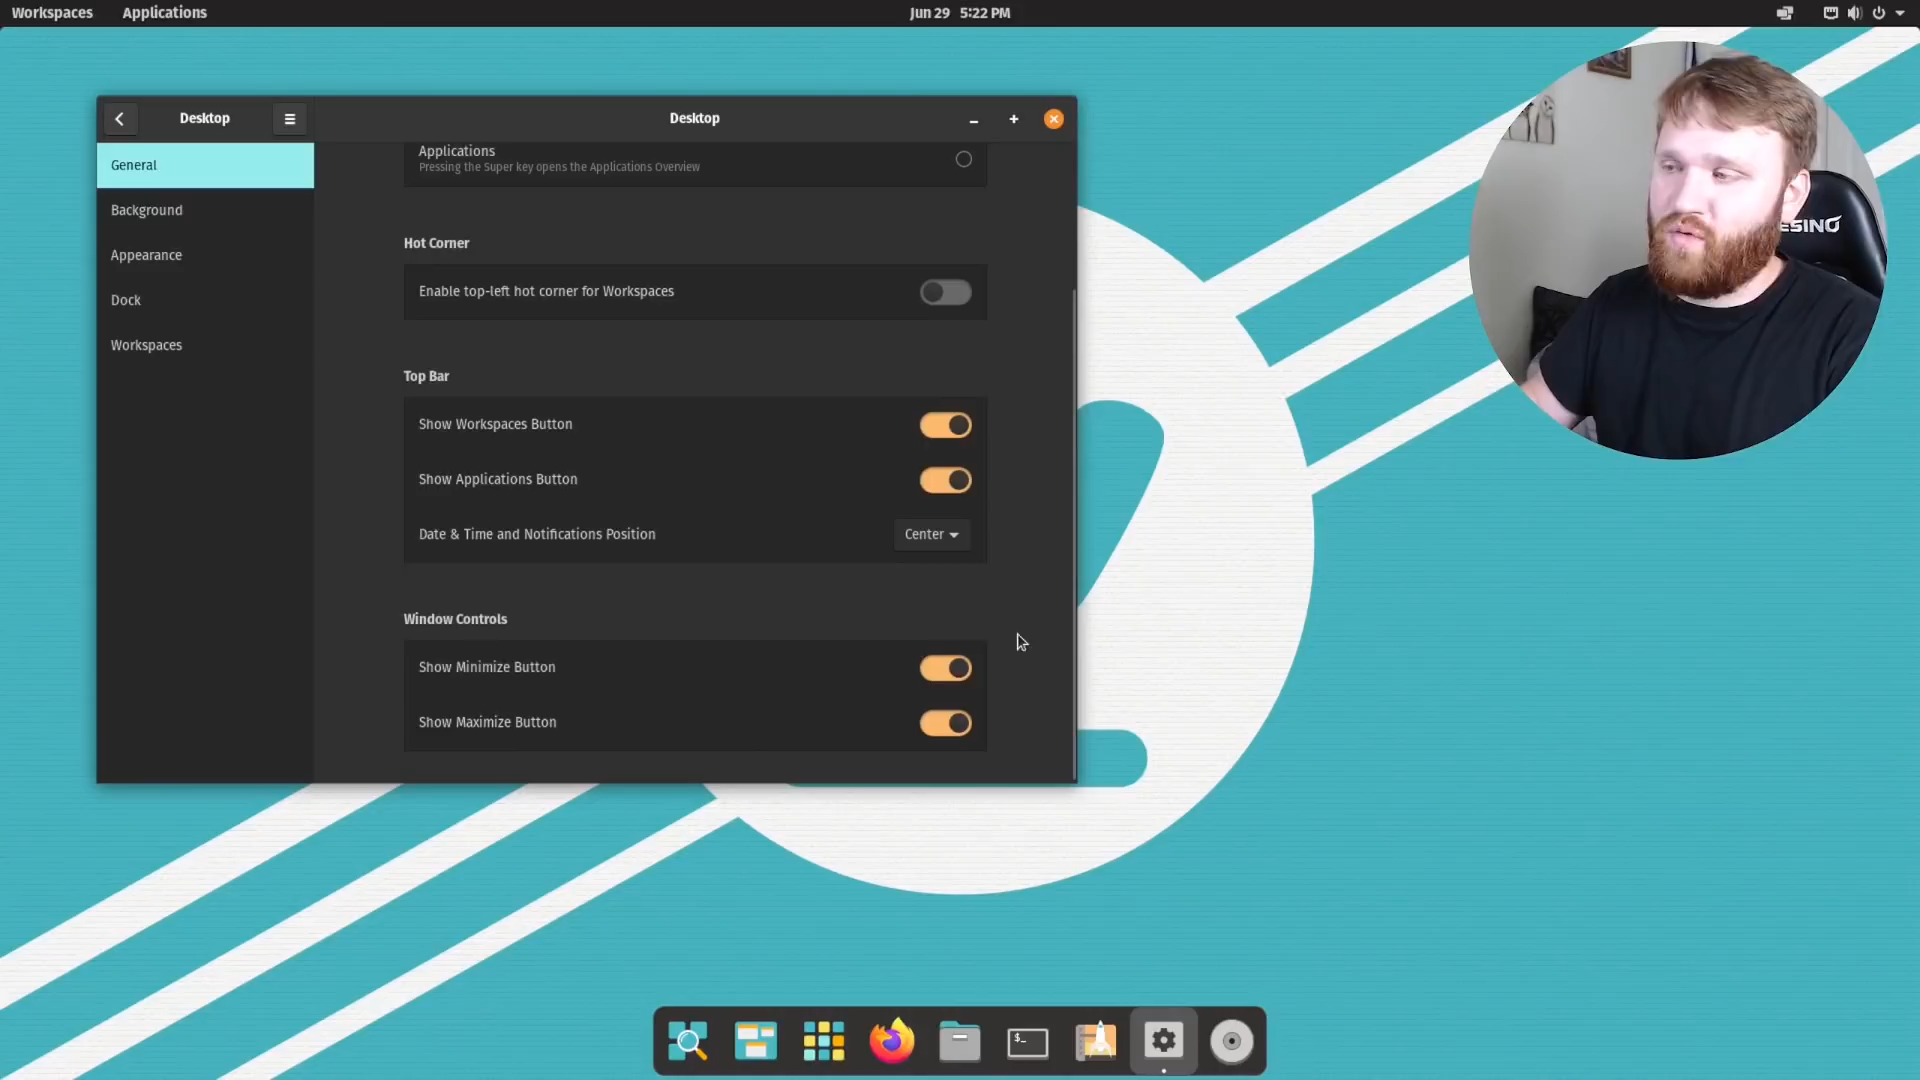 Workspaces Applications Jun 29 5:22 PM
Desktop Desktop
General
Background
Appearance
Dock
Workspaces
Applications
Pressing the Super key opens the Applications Overview
Hot Corner
Enable top-left hot corner for Workspaces
Top Bar
Show Workspaces Button
Show Applications Button
Date & Time and Notifications Position Center
Window Controls
Show Minimize Button
Show Maximize Button
ESINO
$_